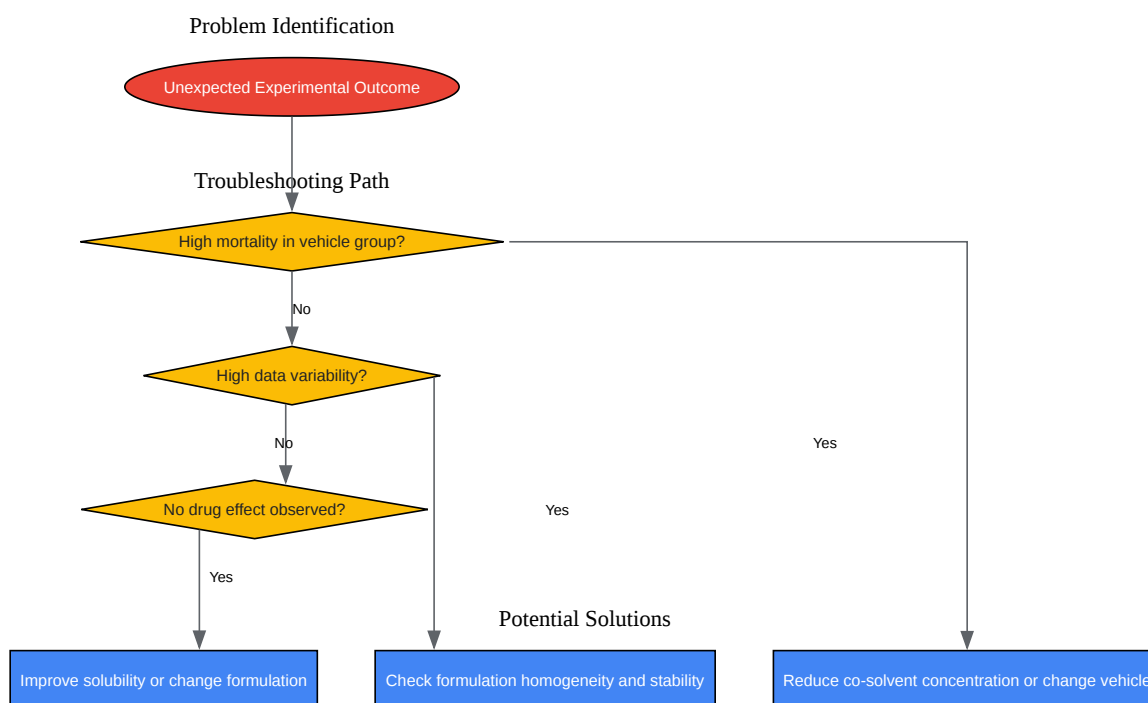 Problem Identification
Unexpected Experimental Outcome
Troubleshooting Path
High mortality in vehicle group?
No
High data variability?
No
Yes
No drug effect observed?
Yes
Yes
Potential Solutions
Improve solubility or change formulation
Check formulation homogeneity and stability
Reduce co-solvent concentration or change vehicle